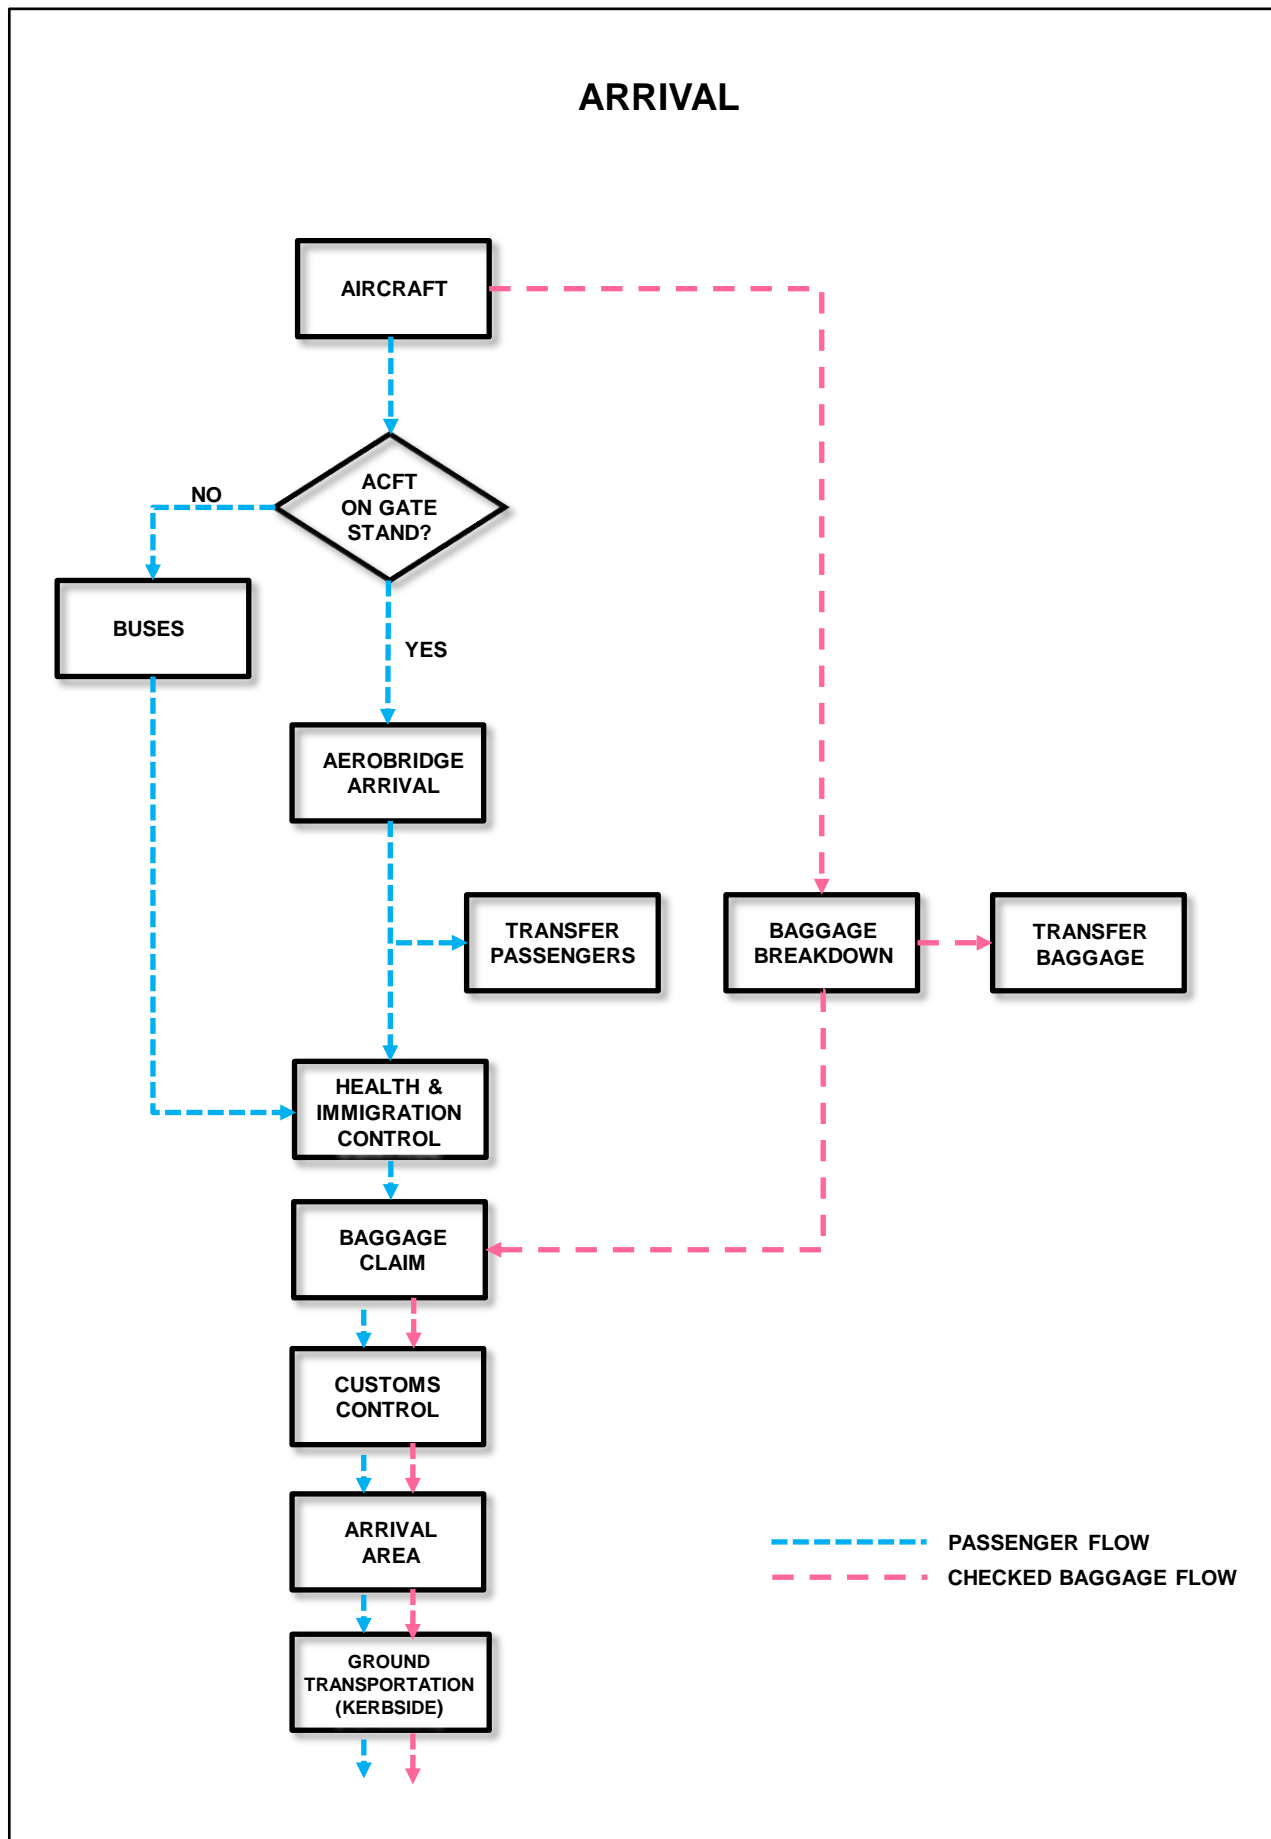 ARRIVAL
AIRCRAFT
ACFT
ON GATE
STAND?
NO
BUSES
YES
AEROBRIDGE
ARRIVAL
TRANSFER
PASSENGERS
BAGGAGE
BREAKDOWN
TRANSFER
BAGGAGE
HEALTH &
IMMIGRATION
CONTROL
BAGGAGE
CLAIM
CUSTOMS
CONTROL
ARRIVAL
AREA
PASSENGER FLOW
CHECKED BAGGAGE FLOW
GROUND
TRANSPORTATION
(KERBSIDE)